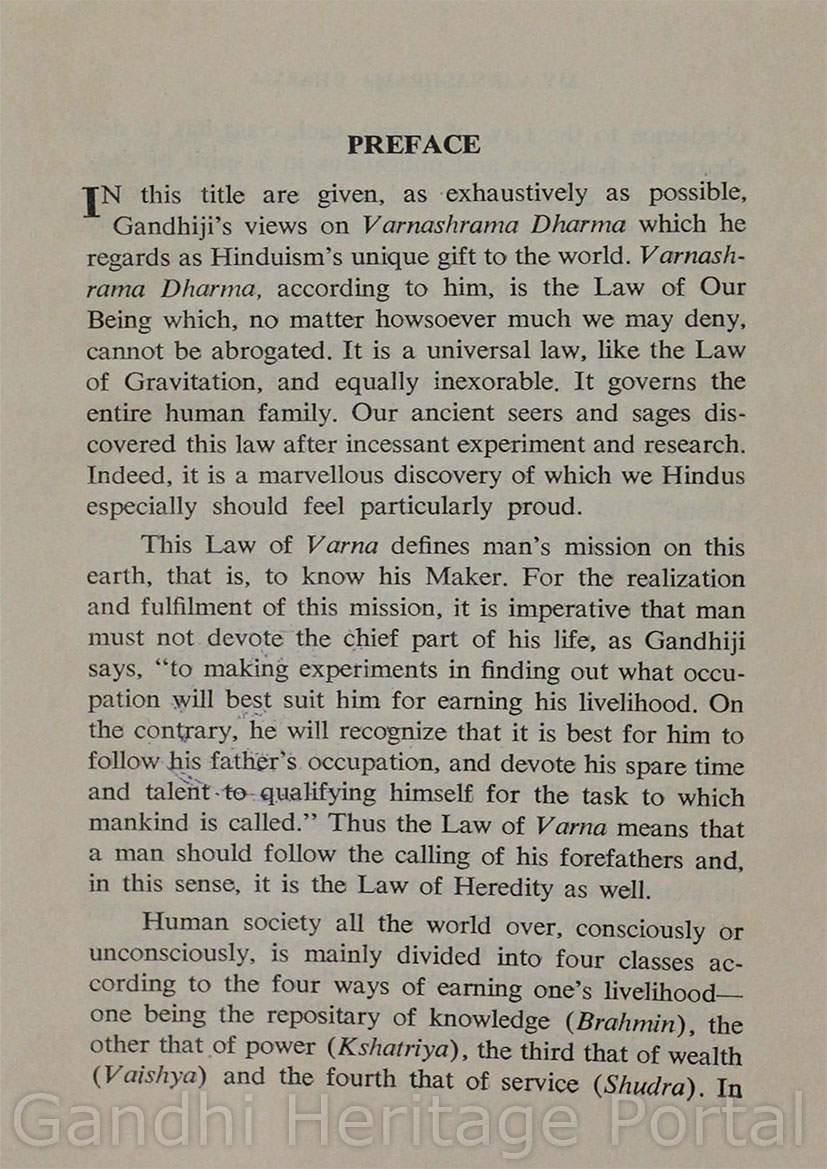 PREFACE
IN this title are given, as exhaustively as possible,
Gandhiji's views on Varnashrama Dharma which he
regards as Hinduism's unique gift to the world. Varnash-
rama Dharma, according to him, is the Law of Our
Being which, no matter howsoever much we may deny,
cannot be abrogated. It is a universal law, like the Law
of Gravitation, and equally inexorable. It governs the
entire human family. Our ancient seers and sages dis-
covered this law after incessant experiment and research.
Indeed, it is a marvellous discovery of which we Hindus
especially should feel particularly proud.
This Law of Varna defines man's mission on this
earth, that is, to know his Maker. For the realization
and fulfilment of this mission, it is imperative that man
must not devote the chief part of his life, as Gandhiji
says, "to making experiments in finding out what occu-
pation will best suit him for earning his livelihood. On
the contrary, he will recognize that it is best for him to
follow his father's occupation, and devote his spare time
and talent to qualifying himself for the task to which
mankind is called." Thus the Law of Varna means that
a man should follow the calling of his forefathers and,
in this sense, it is the Law of Heredity as well.
Human society all the world over, consciously or
unconsciously, is mainly divided into four classes ac-
cording to the four ways of earning one's livelihood—
one being the repositary of knowledge (Brahmin), the
other that of power (Kshatriya), the third that of wealth
(Vaishya) and the fourth that of service (Shudra). In
Gandhi Heritage Portal